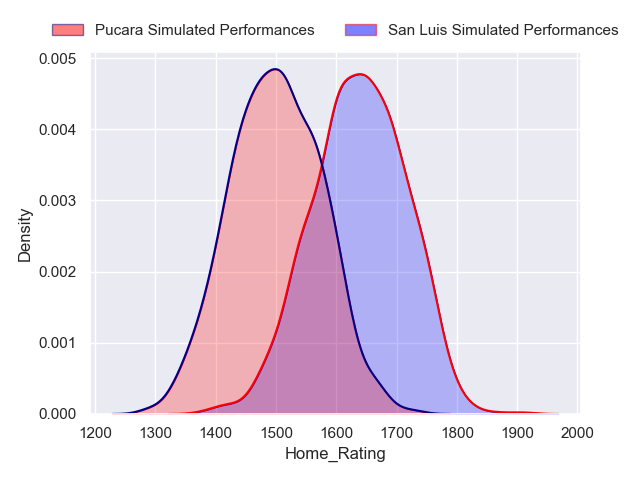 Pucara Simulated Performances San Luis Simulated Performances
0.005
0.004
0.003
0.002
0.001
0.000
Density
1200 1300 1400 1500 1600 1700 1800 1900 2000
Home_Rating